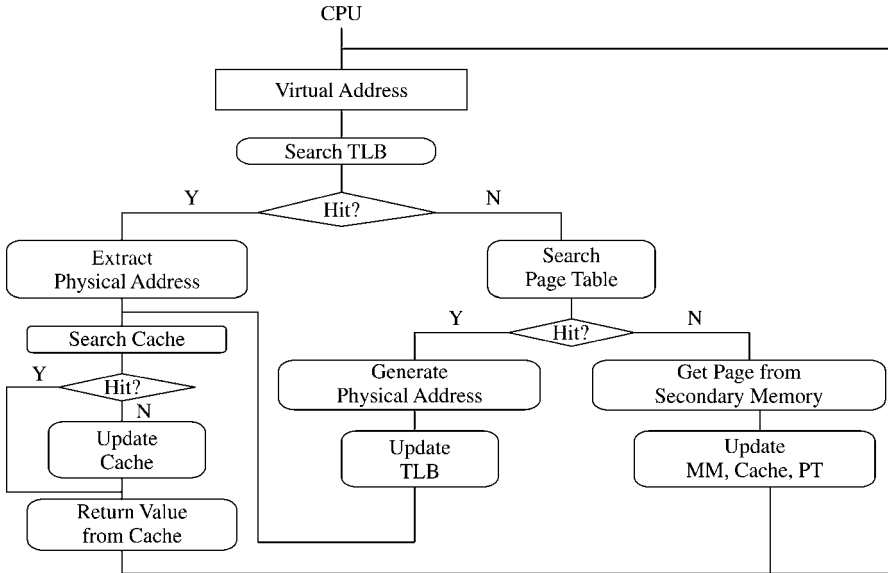 CPU
Virtual Address
Search TLB
Y
Hit?
N
Extract
Physical Address
Search
Page Table
Search Cache
Y
Hit?
N
Y
Hit?
N
Generate
Physical Address
Get Page from
Secondary Memory
Update
Cache
Update
TLB
Update
MM, Cache, PT
Return Value
from Cache